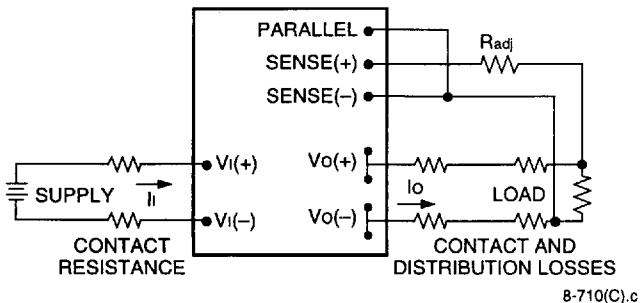 PARALLEL
SENSE(+)
Radj
SENSE(–)
VI(+)
VO(+)
SUPPLY
II
IO
LOAD
VI(–)
VO(–)
CONTACT
RESISTANCE
CONTACT AND
DISTRIBUTION LOSSES
8-710(C).c